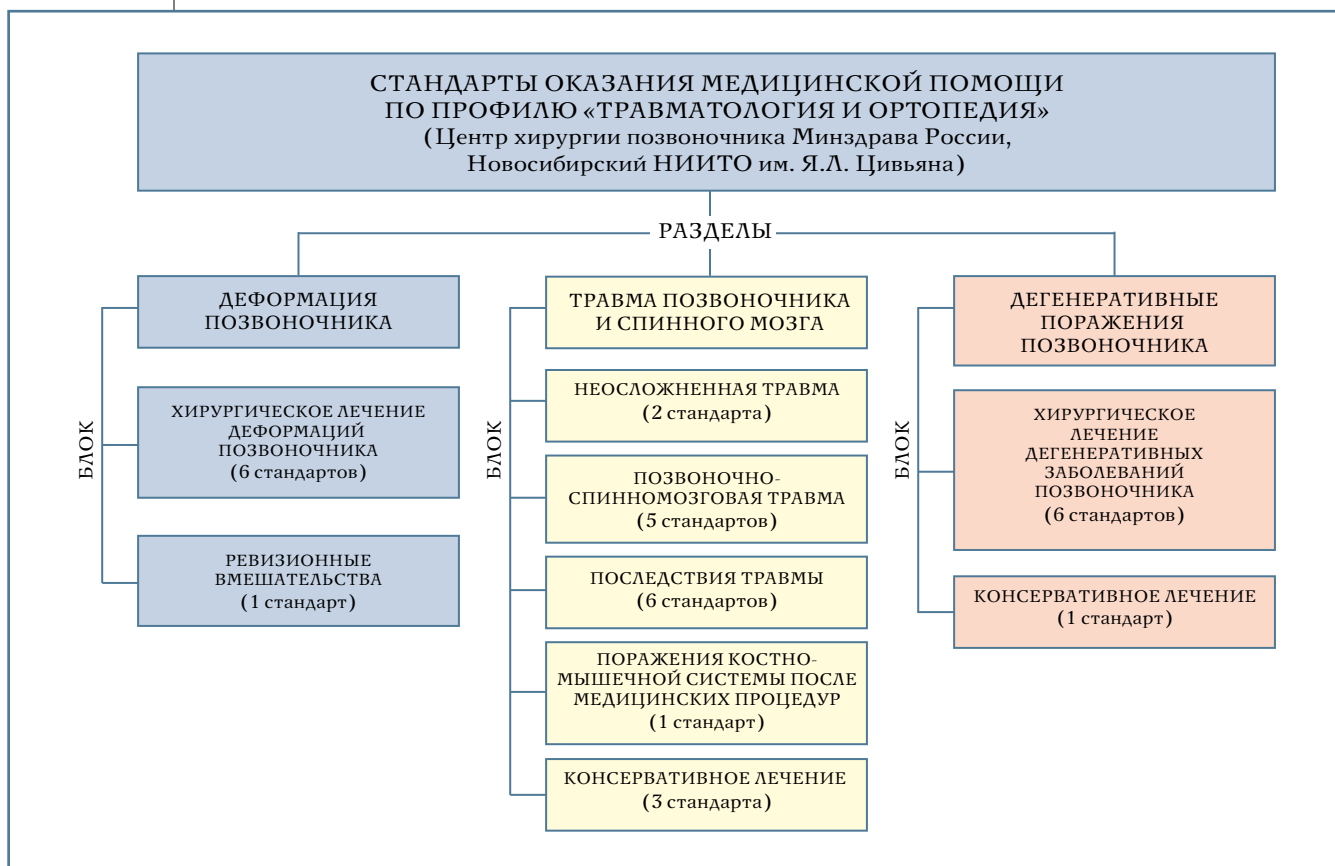 СТАНДАРТЫ ОКАЗАНИЯ МЕДИЦИНСКОЙ ПОМОЩИ
ПО ПРОФИЛЮ «ТРАВМАТОЛОГИЯ И ОРТОПЕДИЯ»
(Центр хирургии позвоночника Минздрава России,
Новосибирский НИИТО им. Я.Л. Цивьяна)
РАЗДЕЛЫ
БЛОК
ДЕФОРМАЦИЯ
ПОЗВОНОЧНИКА
ХИРУРГИЧЕСКОЕ ЛЕЧЕНИЕ
ДЕФОРМАЦИЙ
ПОЗВОНОЧНИКА
(6 стандартов)
РЕВИЗИОННЫЕ
ВМЕШАТЕЛЬСТВА
(1 стандарт)
БЛОК
ТРАВМА ПОЗВОНОЧНИКА
И СПИННОГО МОЗГА
НЕОСЛОЖНЕННАЯ ТРАВМА
(2 стандарта)
ПОЗВОНОЧНО-
СПИННОМОЗГОВАЯ ТРАВМА
(5 стандартов)
ПОСЛЕДСТВИЯ ТРАВМЫ
(6 стандартов)
ПОРАЖЕНИЯ КОСТНО-
МЫШЕЧНОЙ СИСТЕМЫ ПОСЛЕ
МЕДИЦИНСКИХ ПРОЦЕДУР
(1 стандарт)
КОНСЕРВАТИВНОЕ ЛЕЧЕНИЕ
(3 стандарта)
БЛОК
ДЕГЕНЕРАТИВНЫЕ
ПОРАЖЕНИЯ
ПОЗВОНОЧНИКА
ХИРУРГИЧЕСКОЕ
ЛЕЧЕНИЕ
ДЕГЕНЕРАТИВНЫХ
ЗАБОЛЕВАНИЙ
ПОЗВОНОЧНИКА
(6 стандартов)
КОНСЕРВАТИВНОЕ ЛЕЧЕНИЕ
(1 стандарт)